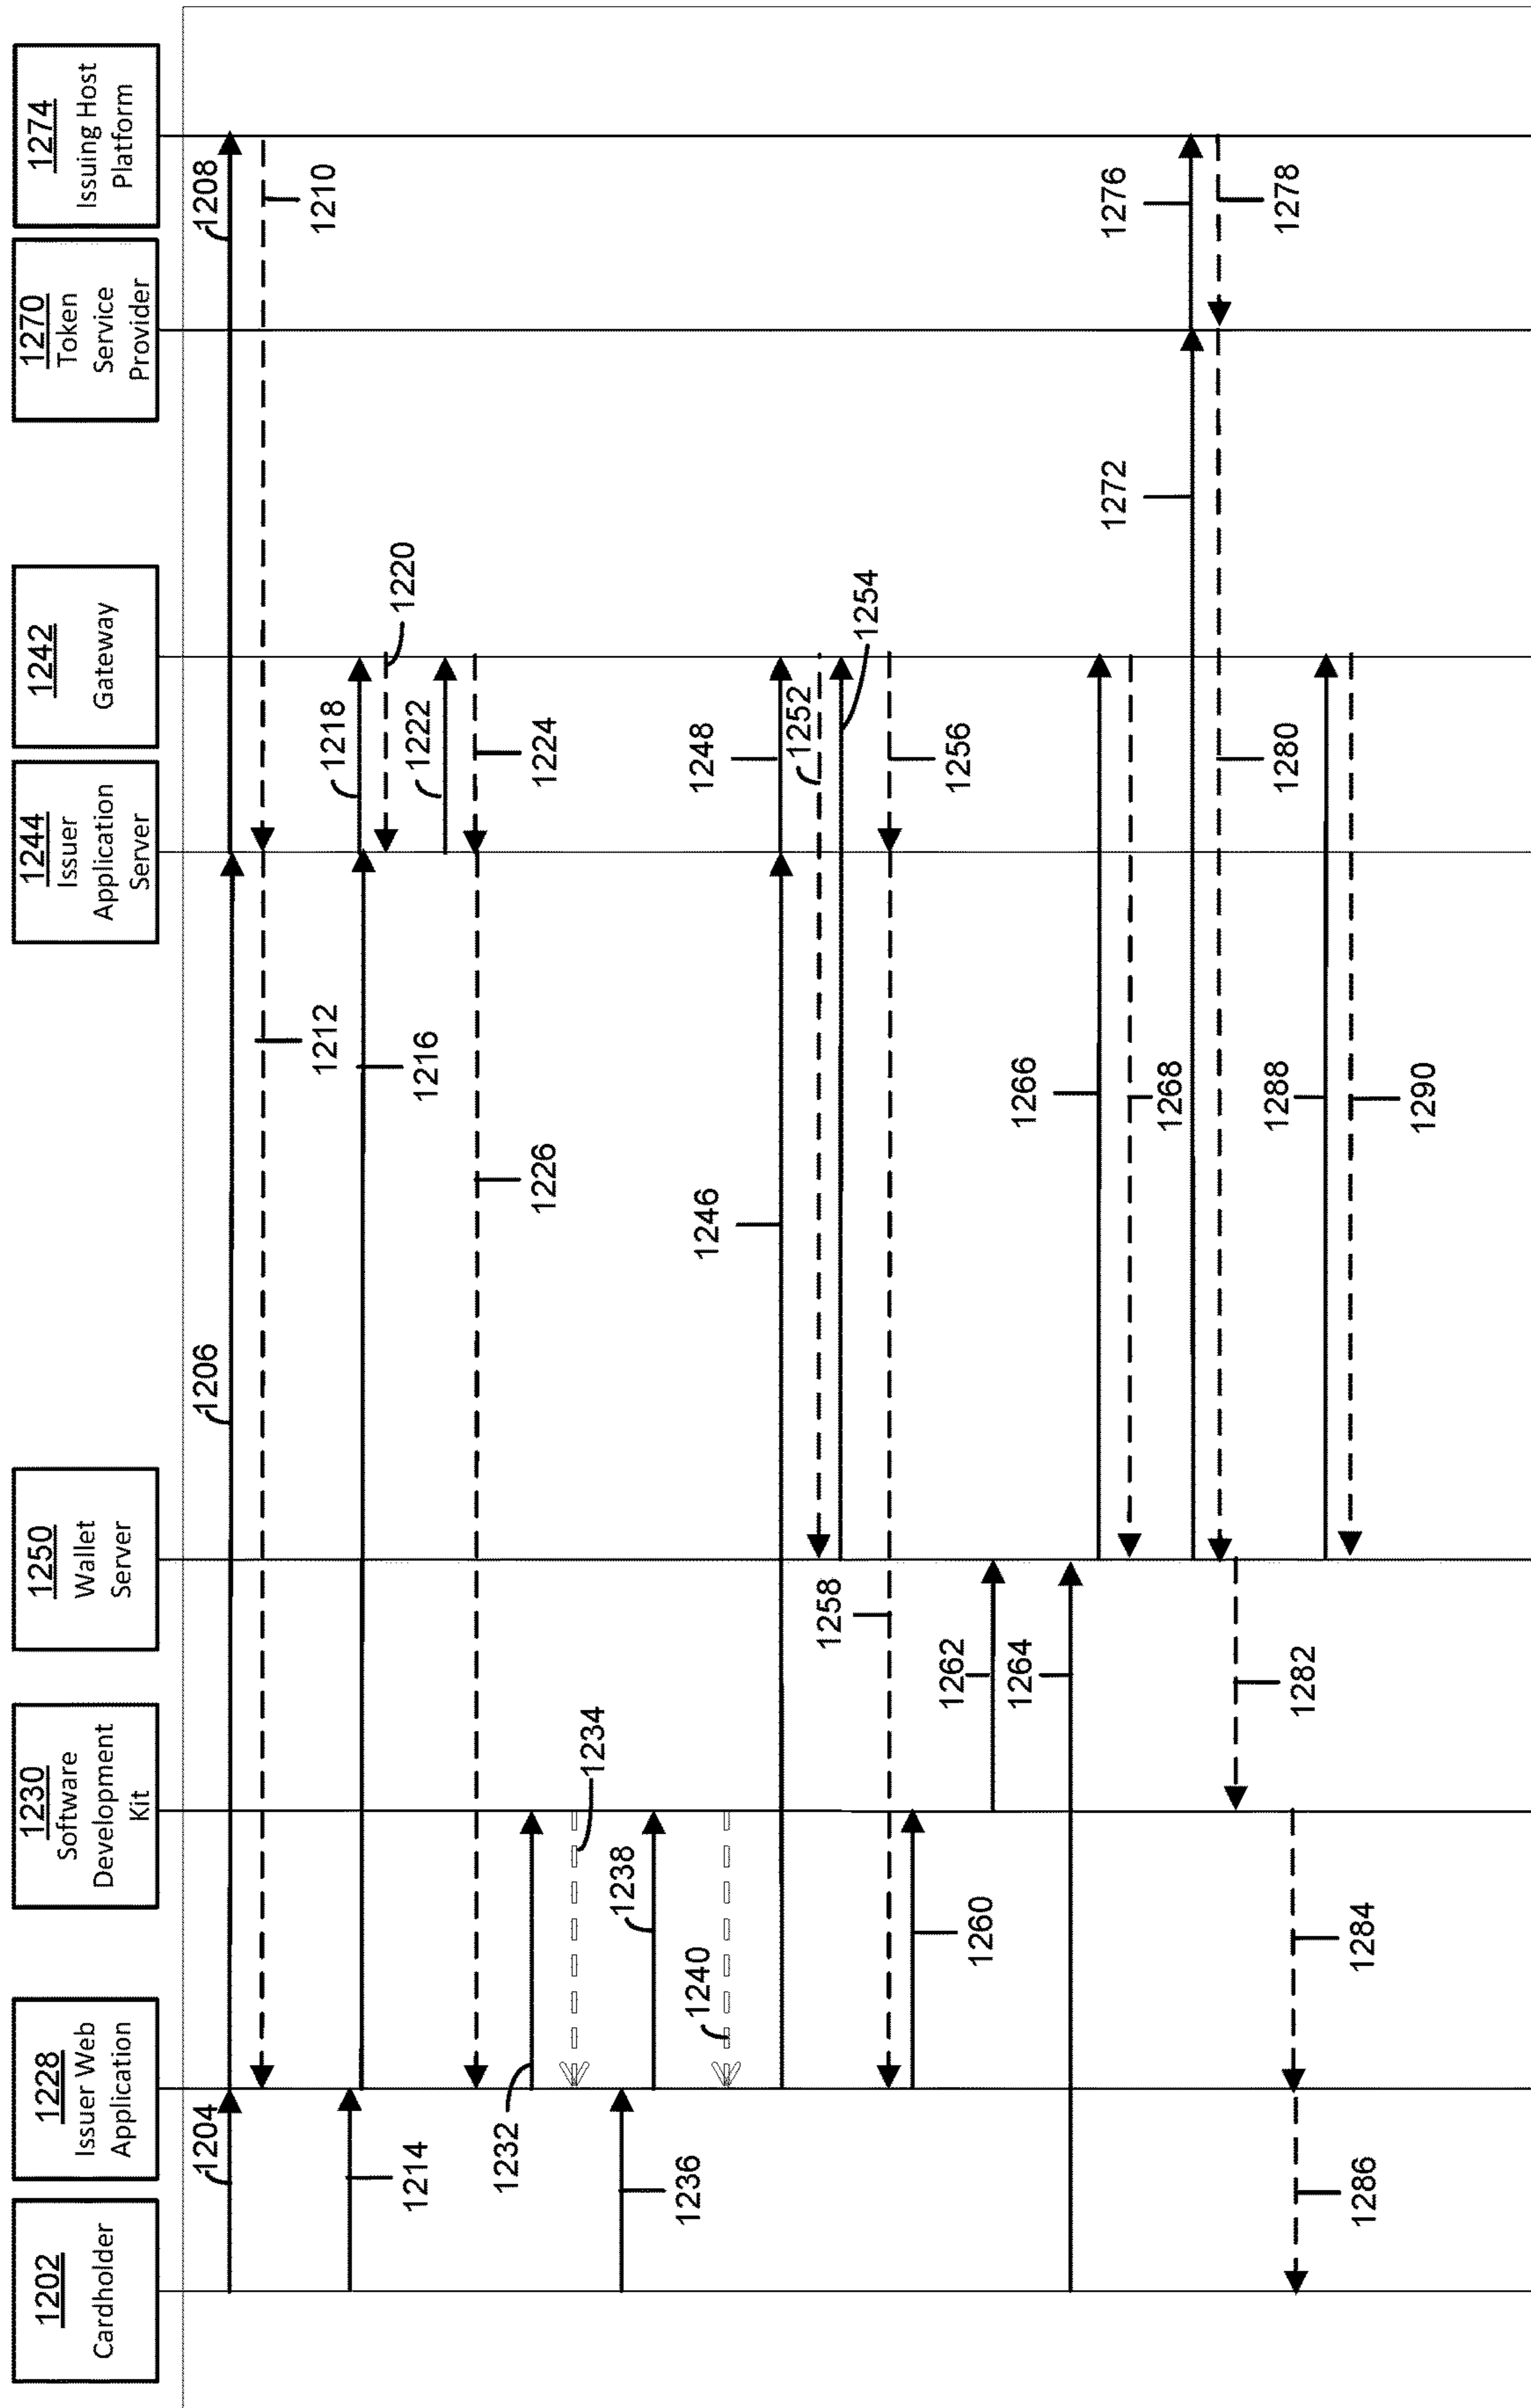 1202
Cardholder
1228
Issuer Web
Application
1230
Software
Development
Kit
1250
Wallet
Server
1244
Issuer
Application
Server
1242
Gateway
1270
Token
Service
Provider
1274
Issuing Host
Platform
1204
1206
1208
1210
1212
1214
1216
1218
1220
1222
1224
1226
1232
1234
1236
1238
1240
1246
1248
1252
1254
1256
1258
1260
1262
1264
1266
1268
1272
1276
1278
1280
1282
1284
1286
1288
1290